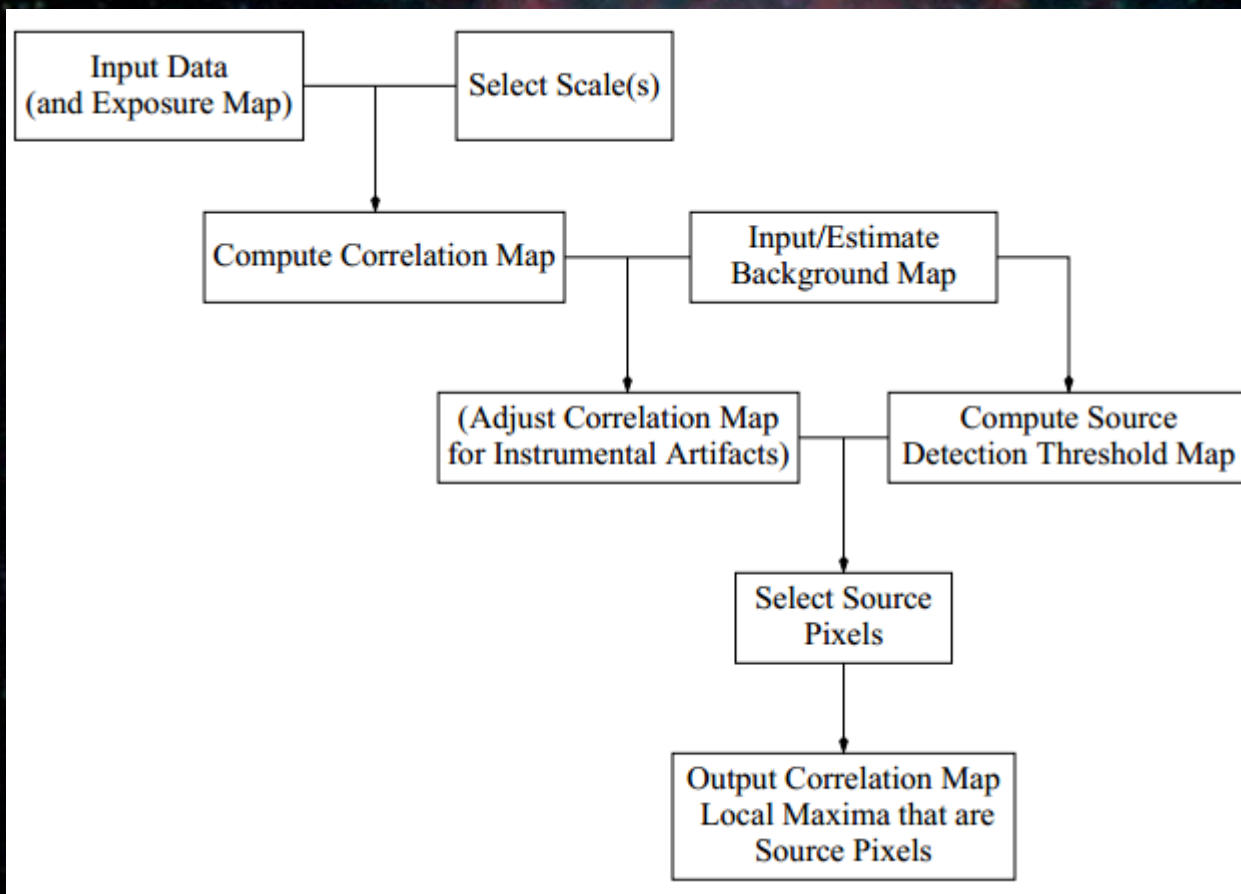 Input Data
(and Exposure Map)
Select Scale(s)
Compute Correlation Map
Input/Estimate
Background Map
(Adjust Correlation Map
for Instrumental Artifacts)
Compute Source
Detection Threshold Map
Select Source
Pixels
Output Correlation Map
Local Maxima that are
Source Pixels